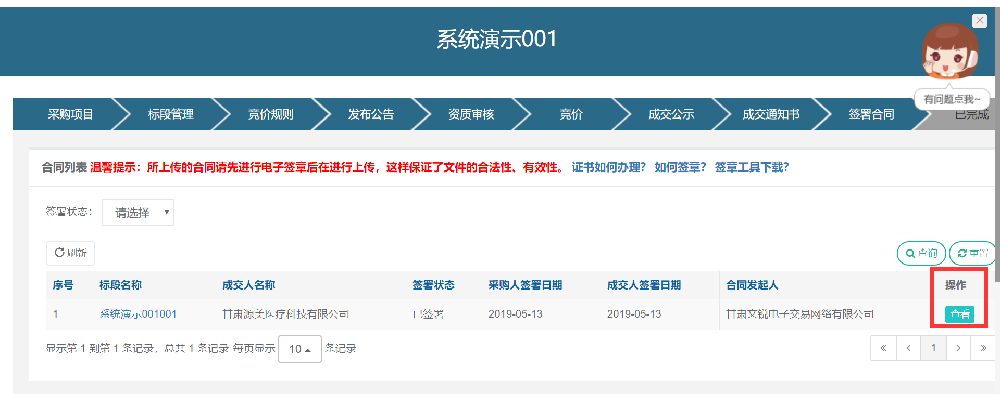 系统演示001
有问题点我~
采购项目 标段管理 竞价规则 发布公告 资质审核 竞价 成交公示 成交通知书 签署合同 已完成
合同列表 温馨提示：所上传的合同请先进行电子签章后在进行上传，这样保证了文件的合法性、有效性。 证书如何办理？ 如何签章？ 签章工具下载？
签署状态： 请选择
刷新 查询 重置
序号 标段名称 成交人名称 签署状态 采购人签署日期 成交人签署日期 合同发起人 操作
1 系统演示001001 甘肃源美医疗科技有限公司 已签署 2019-05-13 2019-05-13 甘肃文锐电子交易网络有限公司 查看
显示第 1 到第 1 条记录，总共 1 条记录 每页显示 10 条记录 « ‹ 1 › »